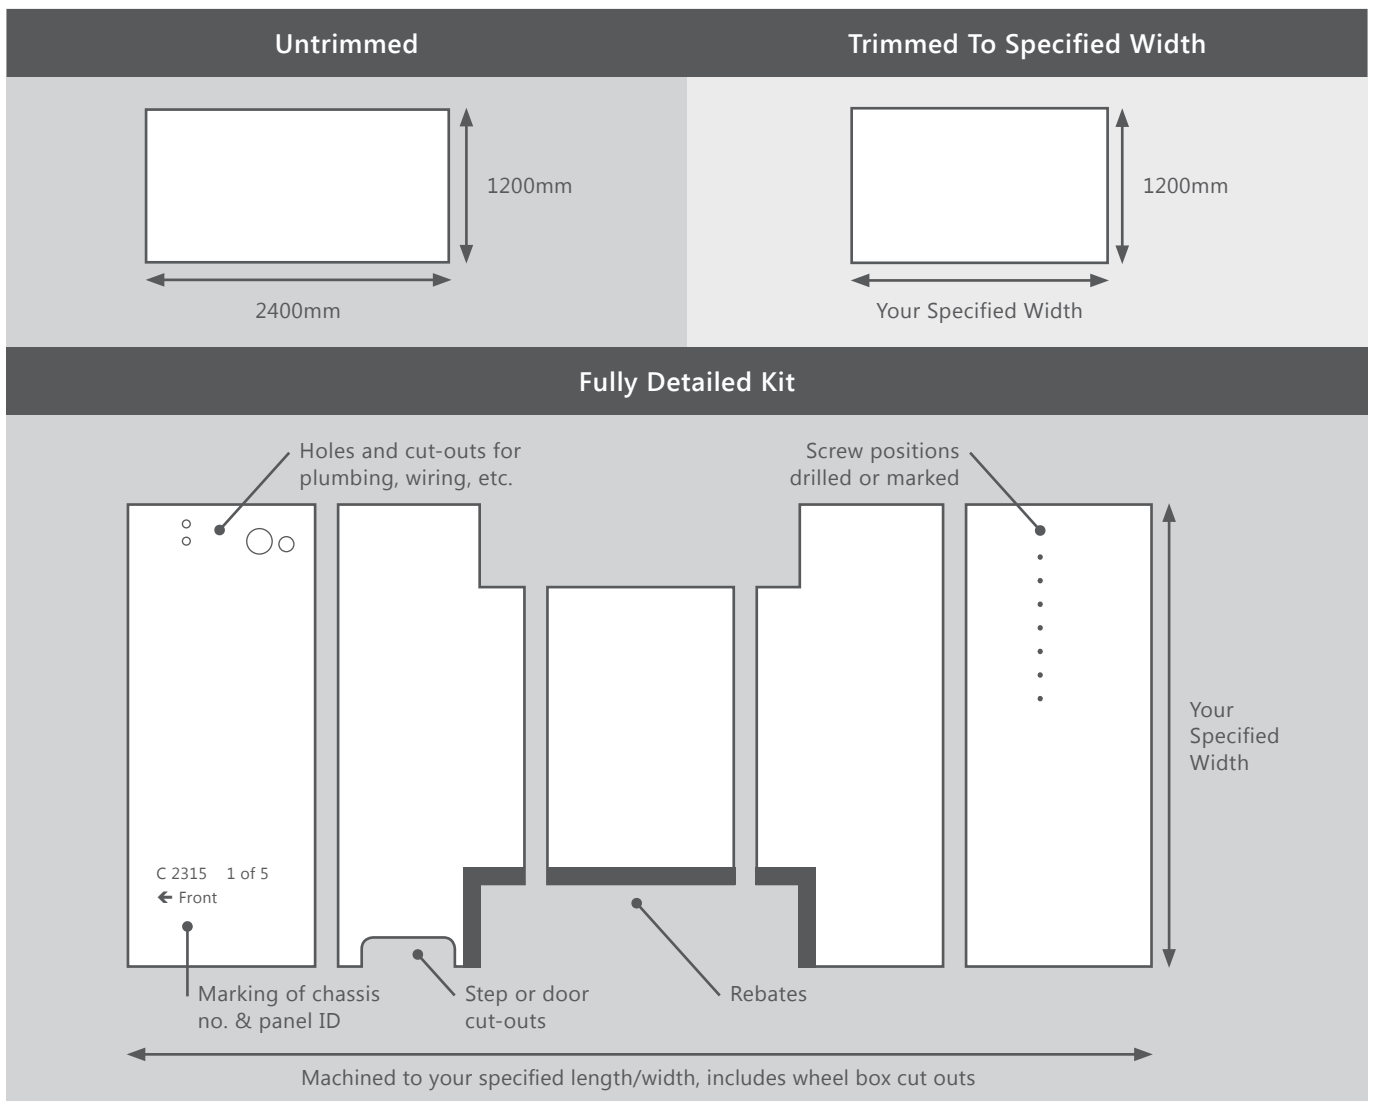 Untrimmed
Trimmed To Specified Width
1200mm
2400mm
1200mm
Your Specified Width
Fully Detailed Kit
Holes and cut-outs for
plumbing, wiring, etc.
Screw positions
drilled or marked
Your
Specified
Width
C 2315 1 of 5
← Front
Marking of chassis
no. & panel ID
Step or door
cut-outs
Rebates
Machined to your specified length/width, includes wheel box cut outs